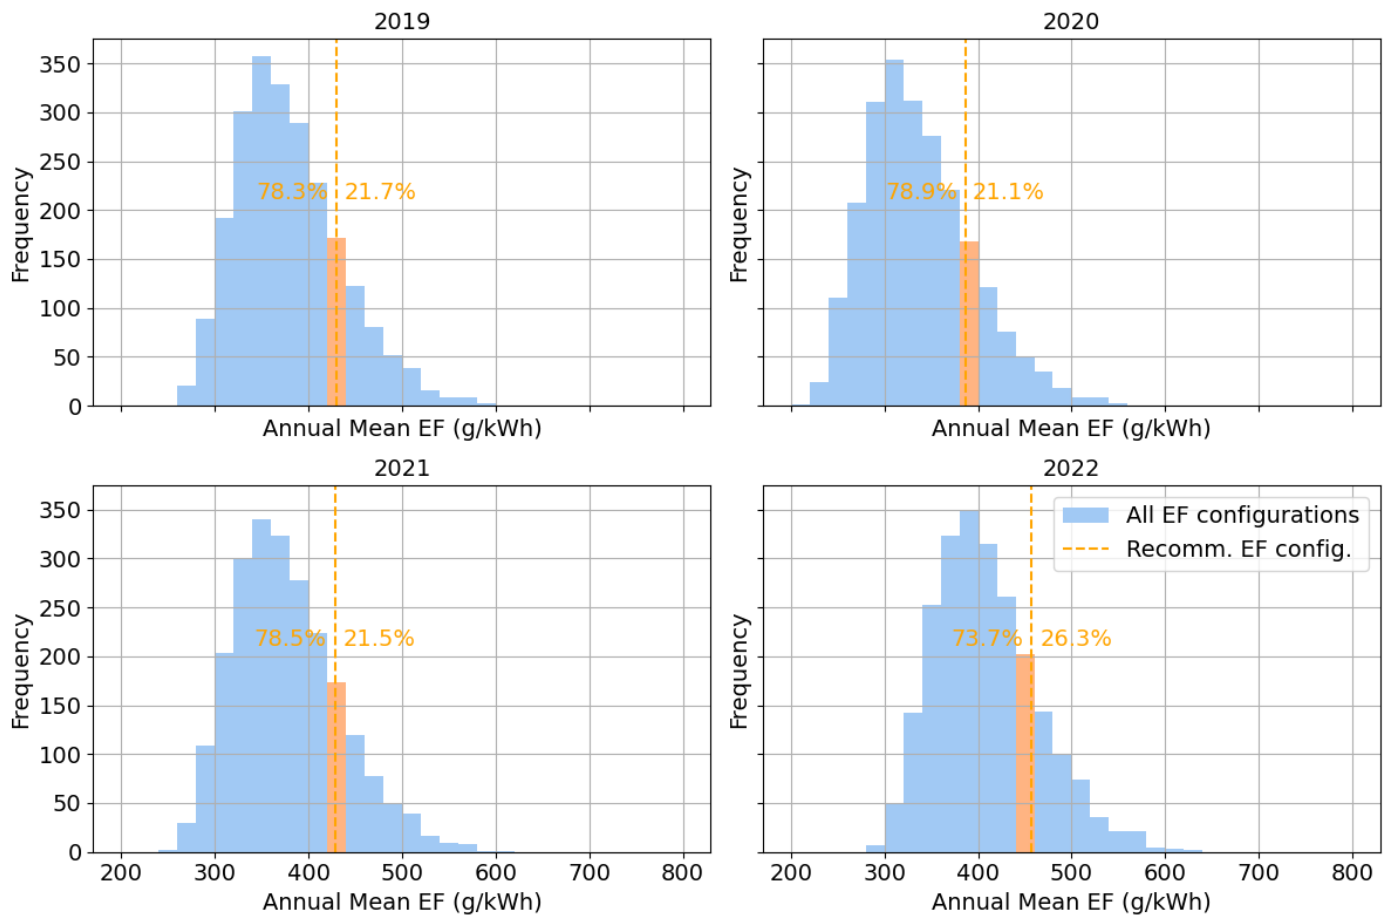 2019
2020
350
300
250
200
150
100
50
0
Frequency
78.3% 21.7%
Annual Mean EF (g/kWh)
Frequency
78.9% 21.1%
Annual Mean EF (g/kWh)
2021
2022
350
300
250
200
150
100
50
0
Frequency
78.5% 21.5%
200 300 400 500 600 700 800
Annual Mean EF (g/kWh)
All EF configurations
Recomm. EF config.
Frequency
73.7% 26.3%
200 300 400 500 600 700 800
Annual Mean EF (g/kWh)